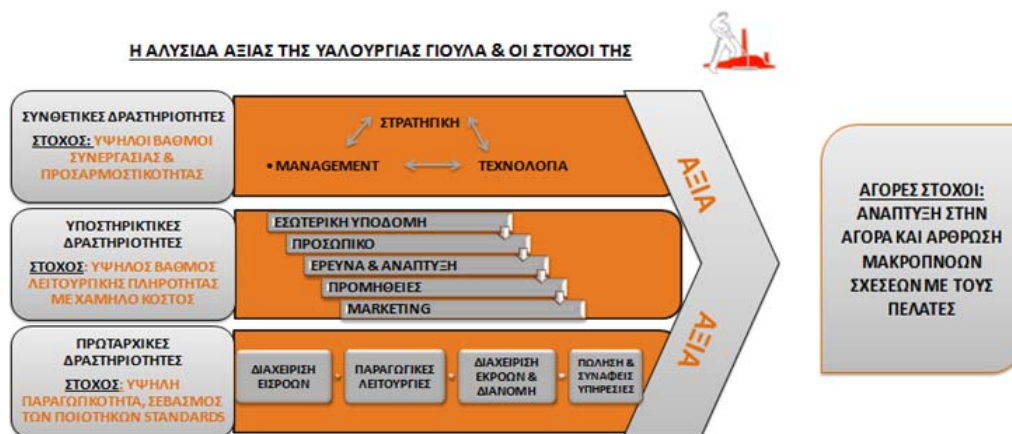 Η ΑΛΥΣΙΔΑ ΑΞΙΑΣ ΤΗΣ ΥΑΛΟΥΡΓΙΑΣ ΓΙΟΥΛΑ & ΟΙ ΣΤΟΧΟΙ ΤΗΣ
ΣΥΝΘΕΤΙΚΕΣ ΔΡΑΣΤΗΡΙΟΤΗΤΕΣ
ΣΤΟΧΟΣ: ΥΨΗΛΟΙ ΒΑΘΜΟΙ
ΣΥΝΕΡΓΑΣΙΑΣ &
ΠΡΟΣΑΡΜΟΣΤΙΚΟΤΗΤΑΣ
ΣΤΡΑΤΗΓΙΚΗ
• MANAGEMENT
ΤΕΧΝΟΛΟΓΙΑ
ΥΠΟΣΤΗΡΙΚΤΙΚΕΣ
ΔΡΑΣΤΗΡΙΟΤΗΤΕΣ
ΣΤΟΧΟΣ: ΥΨΗΛΟΣ ΒΑΘΜΟΣ
ΛΕΙΤΟΥΡΓΙΚΗΣ ΠΛΗΡΟΤΗΤΑΣ
ΜΕ ΧΑΜΗΛΟ ΚΟΣΤΟΣ
ΕΣΩΤΕΡΙΚΗ ΥΠΟΔΟΜΗ
ΠΡΟΣΩΠΙΚΟ
ΕΡΕΥΝΑ & ΑΝΑΠΤΥΞΗ
ΠΡΟΜΗΘΕΙΕΣ
MARKETING
ΠΡΩΤΑΡΧΙΚΕΣ
ΔΡΑΣΤΗΡΙΟΤΗΤΕΣ
ΣΤΟΧΟΣ: ΥΨΗΛΗ
ΠΑΡΑΓΩΓΙΚΟΤΗΤΑ, ΣΕΒΑΣΜΟΣ
ΤΩΝ ΠΟΙΟΤΗΚΩΝ STANDARDS
ΔΙΑΧΕΙΡΙΣΗ
ΕΙΣΡΟΩΝ
ΠΑΡΑΓΩΓΙΚΕΣ
ΛΕΙΤΟΥΡΓΙΕΣ
ΔΙΑΧΕΙΡΙΣΗ
ΕΚΡΟΩΝ &
ΔΙΑΝΟΜΗ
ΠΩΛΗΣΗ &
ΣΥΝΑΦΕΙΣ
ΥΠΗΡΕΣΙΕΣ
ΑΞΙΑ
ΑΞΙΑ
ΑΓΟΡΕΣ ΣΤΟΧΟΙ:
ΑΝΑΠΤΥΞΗ ΣΤΗΝ
ΑΓΟΡΑ ΚΑΙ ΑΡΘΡΩΣΗ
ΜΑΚΡΟΠΝΟΩΝ
ΣΧΕΣΕΩΝ ΜΕ ΤΟΥΣ
ΠΕΛΑΤΕΣ